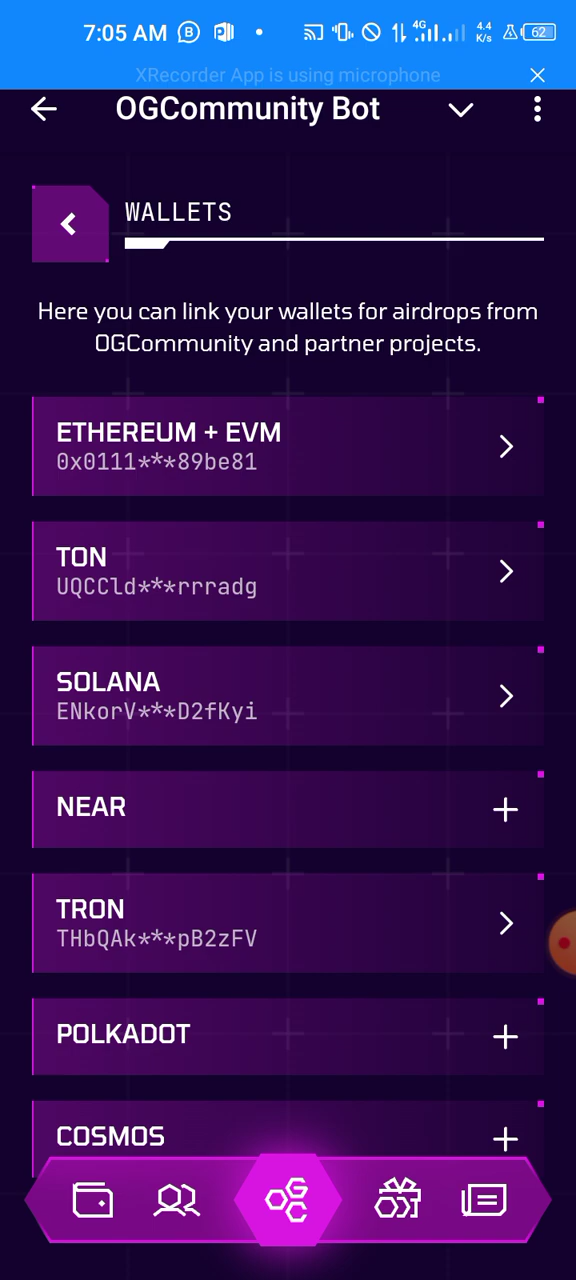 7:05 AM
4G
4.4
K/s
62
XRecorder App is using microphone
OGCommunity Bot
WALLETS
Here you can link your wallets for airdrops from
OGCommunity and partner projects.
ETHEREUM + EVM
0x0111***89be81
TON
UQCCld***rrradg
SOLANA
ENkorV***D2fKyi
NEAR
TRON
THbQAk***pB2zFV
POLKADOT
COSMOS